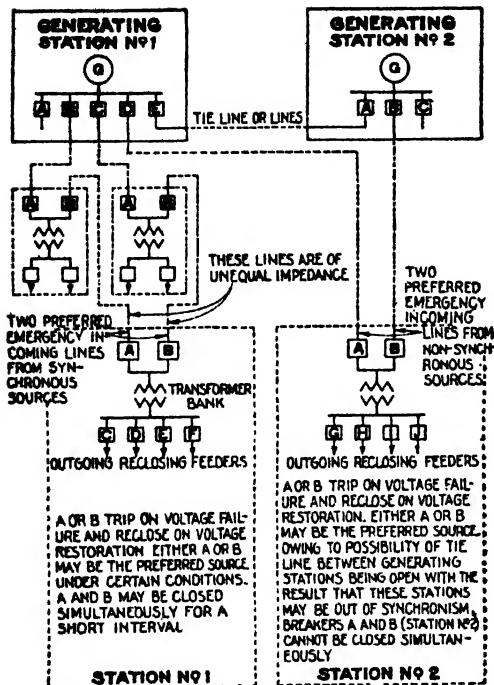 GENERATING
STATION Nº1
G
A B C D E
GENERATING
STATION Nº 2
G
A B C
TIE LINE OR LINES
A B
A B
THESE LINES ARE OF
UNEQUAL IMPEDANCE
TWO PREFERRED
EMERGENCY IN-
COMING LINES
FROM SYN-
CHRONOUS
SOURCES
A B
TRANSFORMER
BANK
C D E F
OUTGOING RECLOSING FEEDERS
A OR B TRIP ON VOLTAGE FAIL-
URE AND RECLOSE ON VOLTAGE
RESTORATION. EITHER A OR B
MAY BE THE PREFERRED SOURCE
UNDER CERTAIN CONDITIONS.
A AND B MAY BE CLOSED
SIMULTANEOUSLY FOR A
SHORT INTERVAL
STATION Nº1
TWO
PREFERRED
EMERGENCY
INCOMING
LINES FROM
NON-SYNCH-
RONOUS
SOURCES.
A B
G H I J
OUTGOING RECLOSING FEEDERS
A OR B TRIP ON VOLTAGE FAIL-
URE AND RECLOSE ON VOLTAGE
RESTORATION. EITHER A OR B
MAY BE THE PREFERRED SOURCE.
OWING TO POSSIBILITY OF TIE
LINE BETWEEN GENERATING
STATIONS BEING OPEN WITH THE
RESULT THAT THESE STATIONS
MAY BE OUT OF SYNCHRONISM,
BREAKERS A AND B (STATION Nº2)
CANNOT BE CLOSED SIMULTAN-
EOUSLY
STATION Nº 2